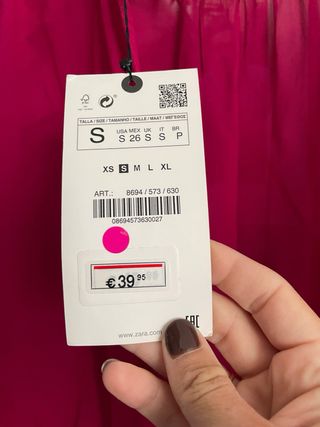 TALLA / SIZE / TAMANHO / TAILLE / MAAT / ΜΕΓΕΘΟΣ
S
USA MEX UK IT BR
S 26 S S P
XS S M L XL
ART.: 8694 / 573 / 630
08694573630027
€ 39 95
www.zara.com
EAC